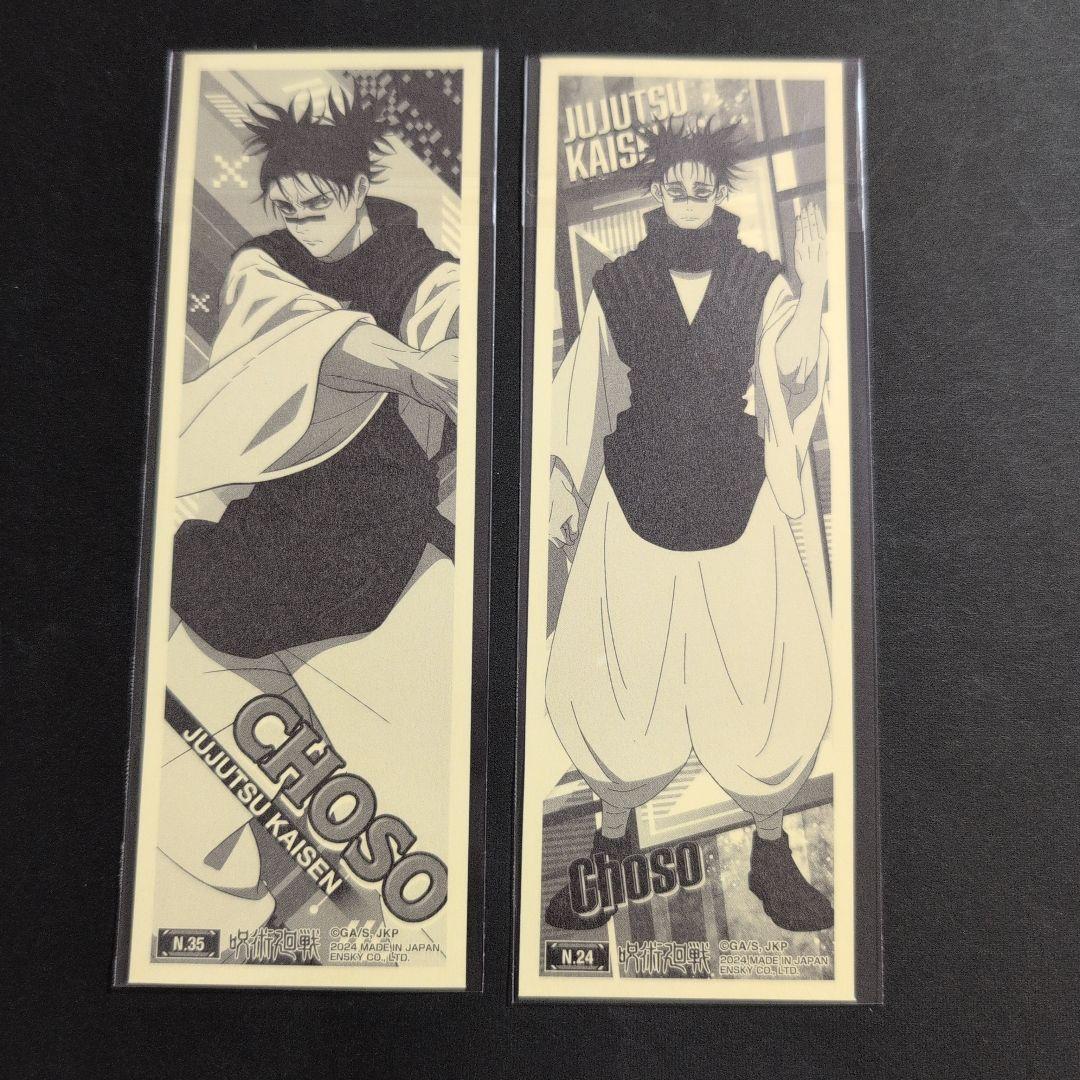 CHOSO
JUJUTSU KAISEN
N.35
呪術廻戦
©GA/S, JKP
2024 MADE IN JAPAN
ENSKY CO., LTD.
JUJUTSU
KAISEN
Choso
N.24
呪術廻戦
©GA/S, JKP
2024 MADE IN JAPAN
ENSKY CO., LTD.